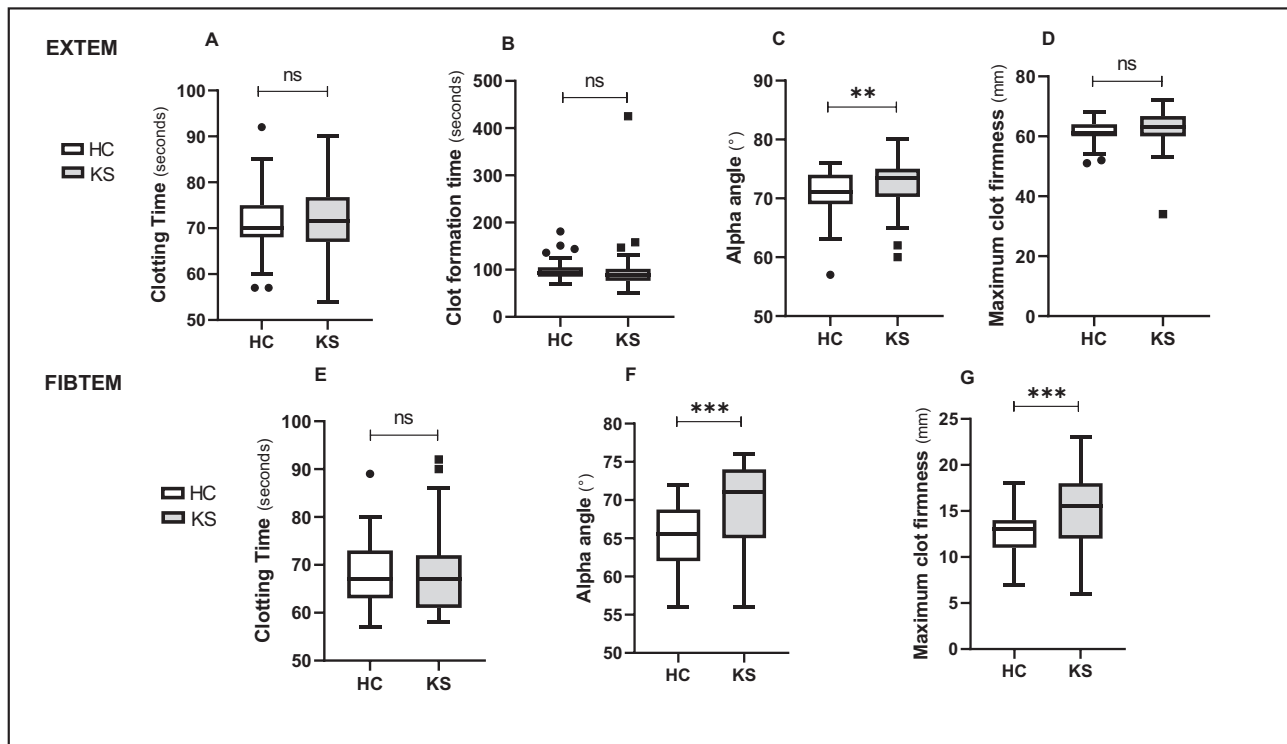 EXTEM
HC
KS
A
ns
Clotting Time (seconds)
100
90
80
70
60
50
HC
KS
B
ns
Clot formation time (seconds)
500
400
300
200
100
0
HC
KS
C
**
Alpha angle (°)
90
80
70
60
50
HC
KS
D
ns
Maximum clot firmness (mm)
80
60
40
20
0
HC
KS
FIBTEM
HC
KS
E
ns
Clotting Time (seconds)
100
90
80
70
60
50
HC
KS
F
***
Alpha angle (°)
80
75
70
65
60
55
50
HC
KS
G
***
Maximum clot firmness (mm)
25
20
15
10
5
0
HC
KS